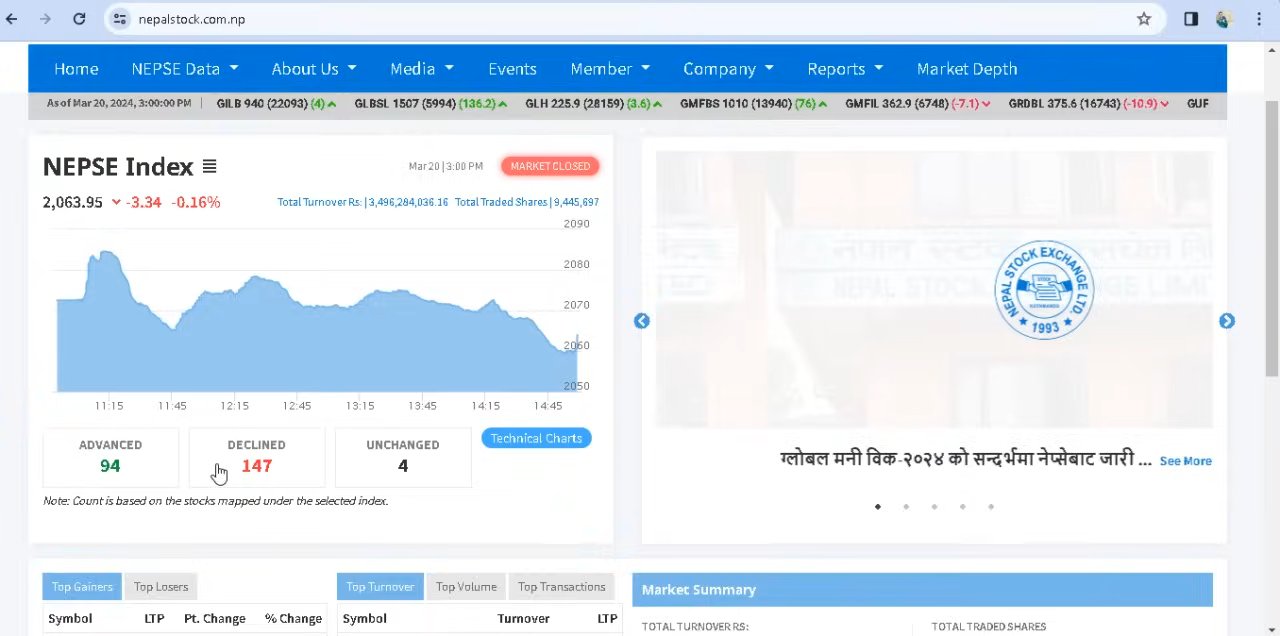 nepalstock.com.np
Home NEPSE Data About Us Media Events Member Company Reports Market Depth
As of Mar 20, 2024, 3:00:00 PM | GILB 940 (22093) (4) GLBSL 1507 (5994) (136.2) GLH 225.9 (28159) (3.6) GMFBS 1010 (13940) (76) GMFIL 362.9 (6748) (-7.1) GRDBL 375.6 (16743) (-10.9) GUF
NEPSE Index Mar 20 | 3:00 PM MARKET CLOSED
2,063.95 -3.34 -0.16% Total Turnover Rs: | 3,496,284,036.16 Total Traded Shares | 9,445,697
2090
2080
2070
2060
2050
11:15 11:45 12:15 12:45 13:15 13:45 14:15 14:45
ADVANCED DECLINED UNCHANGED Technical Charts
94 147 4
Note: Count is based on the stocks mapped under the selected index.
NEPAL STOCK EXCHANGE LTD.
1993
ग्लोबल मनी विक-२०२४ को सन्दर्भमा नेप्सेबाट जारी ... See More
Top Gainers Top Losers Top Turnover Top Volume Top Transactions Market Summary
Symbol LTP Pt. Change % Change Symbol Turnover LTP
TOTAL TURNOVER RS: TOTAL TRADED SHARES